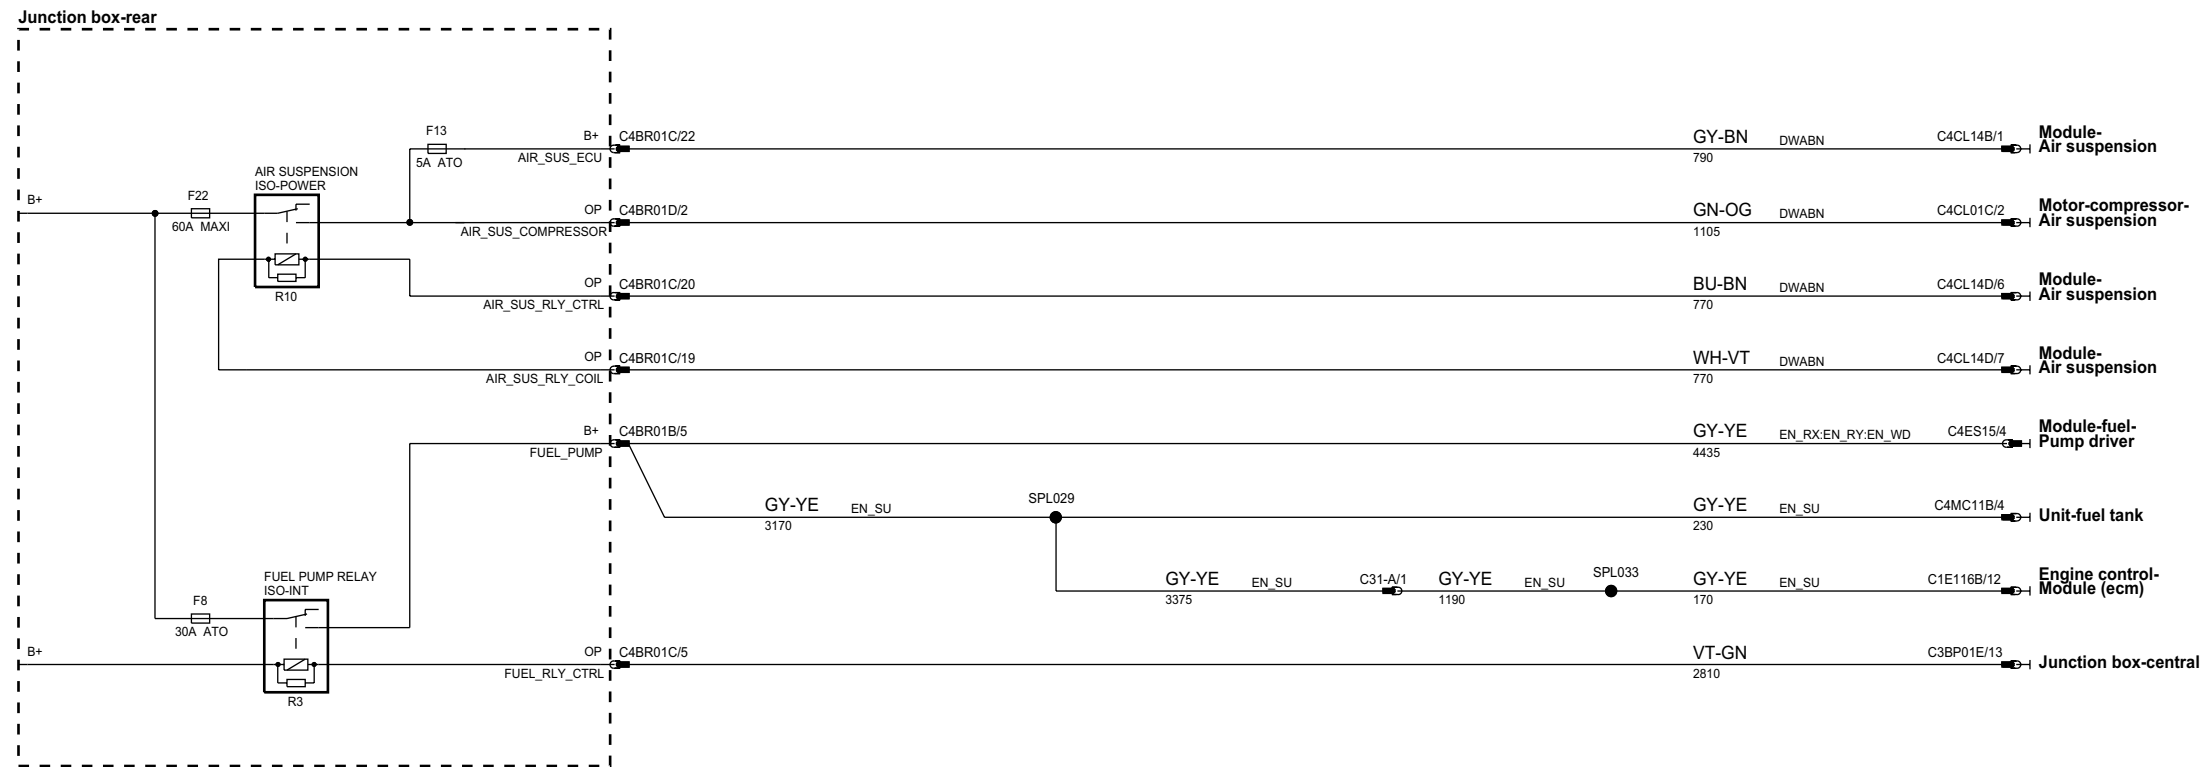 Junction box-rear
F13
5A ATO
B+
AIR_SUS_ECU
C4BR01C/22
GY-BN
790
DWABN
C4CL14B/1
Module-
Air suspension
AIR SUSPENSION
ISO-POWER
B+
F22
60A MAXI
OP
AIR_SUS_COMPRESSOR
C4BR01D/2
GN-OG
1105
DWABN
C4CL01C/2
Motor-compressor-
Air suspension
R10
OP
AIR_SUS_RLY_CTRL
C4BR01C/20
BU-BN
770
DWABN
C4CL14D/6
Module-
Air suspension
OP
AIR_SUS_RLY_COIL
C4BR01C/19
WH-VT
770
DWABN
C4CL14D/7
Module-
Air suspension
B+
FUEL_PUMP
C4BR01B/5
GY-YE
4435
EN_RX:EN_RY:EN_WD
C4ES15/4
Module-fuel-
Pump driver
GY-YE
3170
EN_SU
SPL029
GY-YE
230
EN_SU
C4MC11B/4
Unit-fuel tank
FUEL PUMP RELAY
ISO-INT
F8
30A ATO
GY-YE
3375
EN_SU
C31-A/1
GY-YE
1190
EN_SU
SPL033
GY-YE
170
EN_SU
C1E116B/12
Engine control-
Module (ecm)
B+
R3
OP
FUEL_RLY_CTRL
C4BR01C/5
VT-GN
2810
C3BP01E/13
Junction box-central